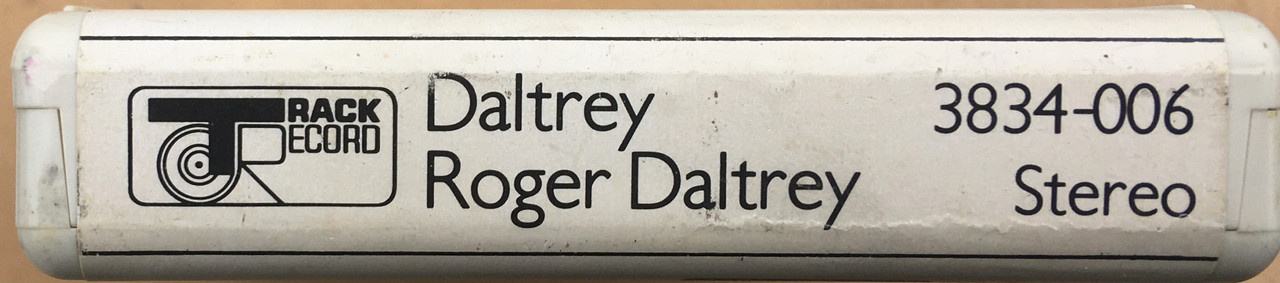 TRACK
RECORD
Daltrey
Roger Daltrey
3834-006
Stereo